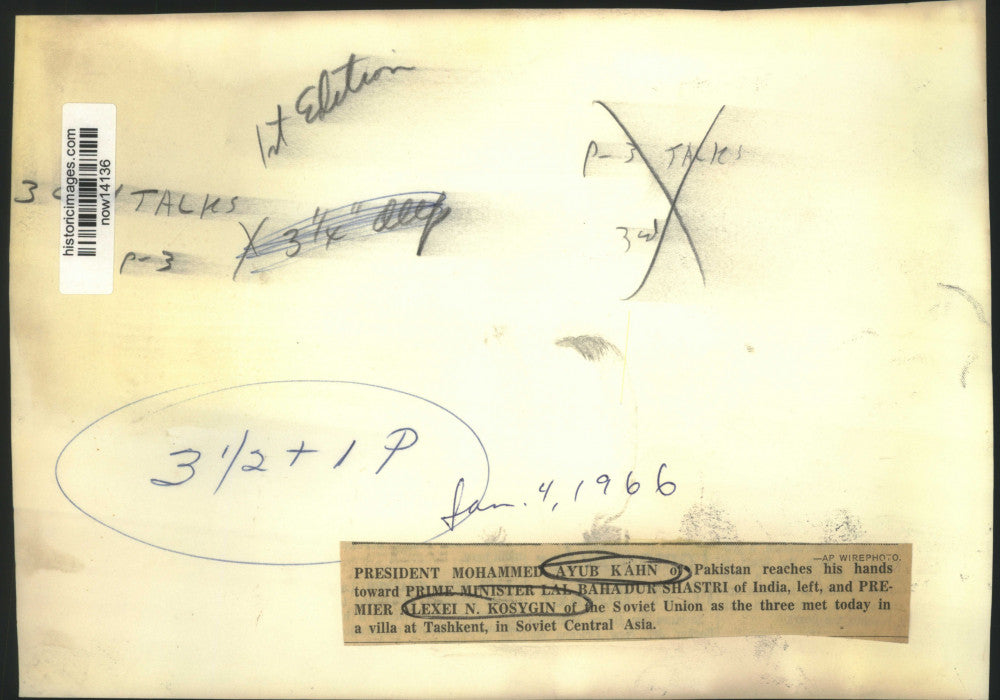 1st Edition
P-3 TALKS
3rd
historicimages.com
now14136
3 TALKS
P-3
3 1/4" deep
3 1/2 + 1 P
Jan. 4, 1966
—AP WIREPHOTO.
PRESIDENT MOHAMMED AYUB KAHN of Pakistan reaches his hands
toward PRIME MINISTER LAL BAHADUR SHASTRI of India, left, and PRE-
MIER ALEXEI N. KOSYGIN of the Soviet Union as the three met today in
a villa at Tashkent, in Soviet Central Asia.